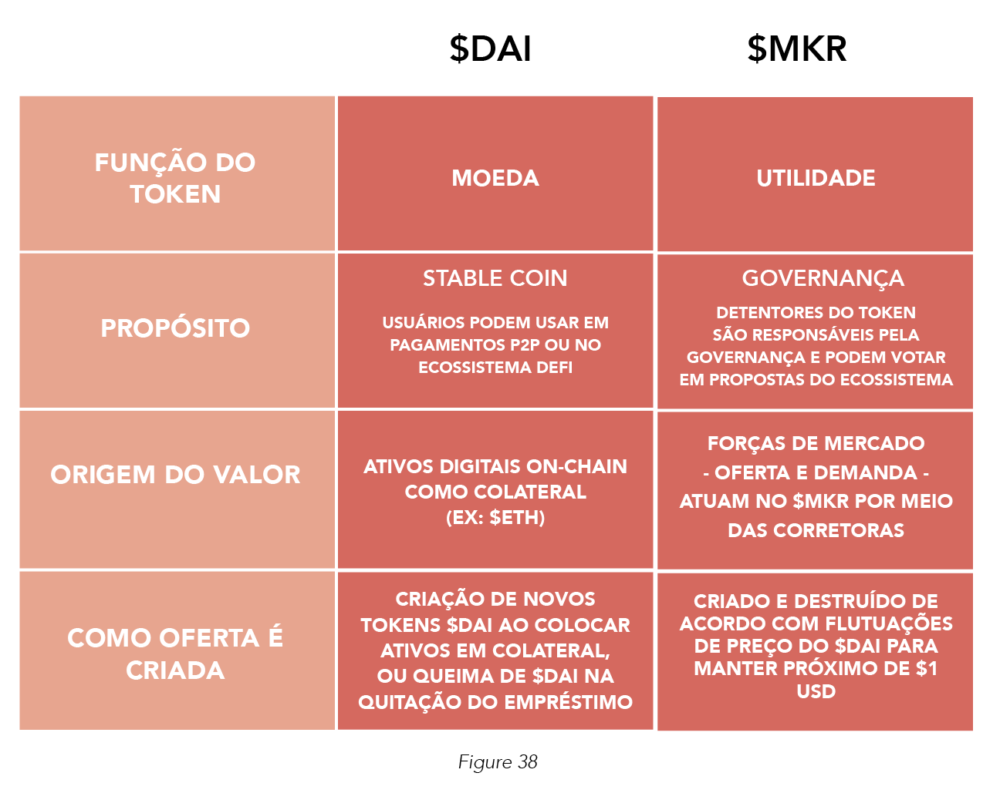 $DAI
$MKR
FUNÇÃO DO
TOKEN
MOEDA
UTILIDADE
PROPÓSITO
STABLE COIN
USUÁRIOS PODEM USAR EM
PAGAMENTOS P2P OU NO
ECOSSISTEMA DEFI
GOVERNANÇA
DETENTORES DO TOKEN
SÃO RESPONSÁVEIS PELA
GOVERNANÇA E PODEM VOTAR
EM PROPOSTAS DO ECOSSISTEMA
ORIGEM DO VALOR
ATIVOS DIGITAIS ON-CHAIN
COMO COLATERAL
(EX: $ETH)
FORÇAS DE MERCADO
- OFERTA E DEMANDA -
ATUAM NO $MKR POR MEIO
DAS CORRETORAS
COMO OFERTA É
CRIADA
CRIAÇÃO DE NOVOS
TOKENS $DAI AO COLOCAR
ATIVOS EM COLATERAL,
OU QUEIMA DE $DAI NA
QUITAÇÃO DO EMPRÉSTIMO
CRIADO E DESTRUÍDO DE
ACORDO COM FLUTUAÇÕES
DE PREÇO DO $DAI PARA
MANTER PRÓXIMO DE $1
USD
Figure 38